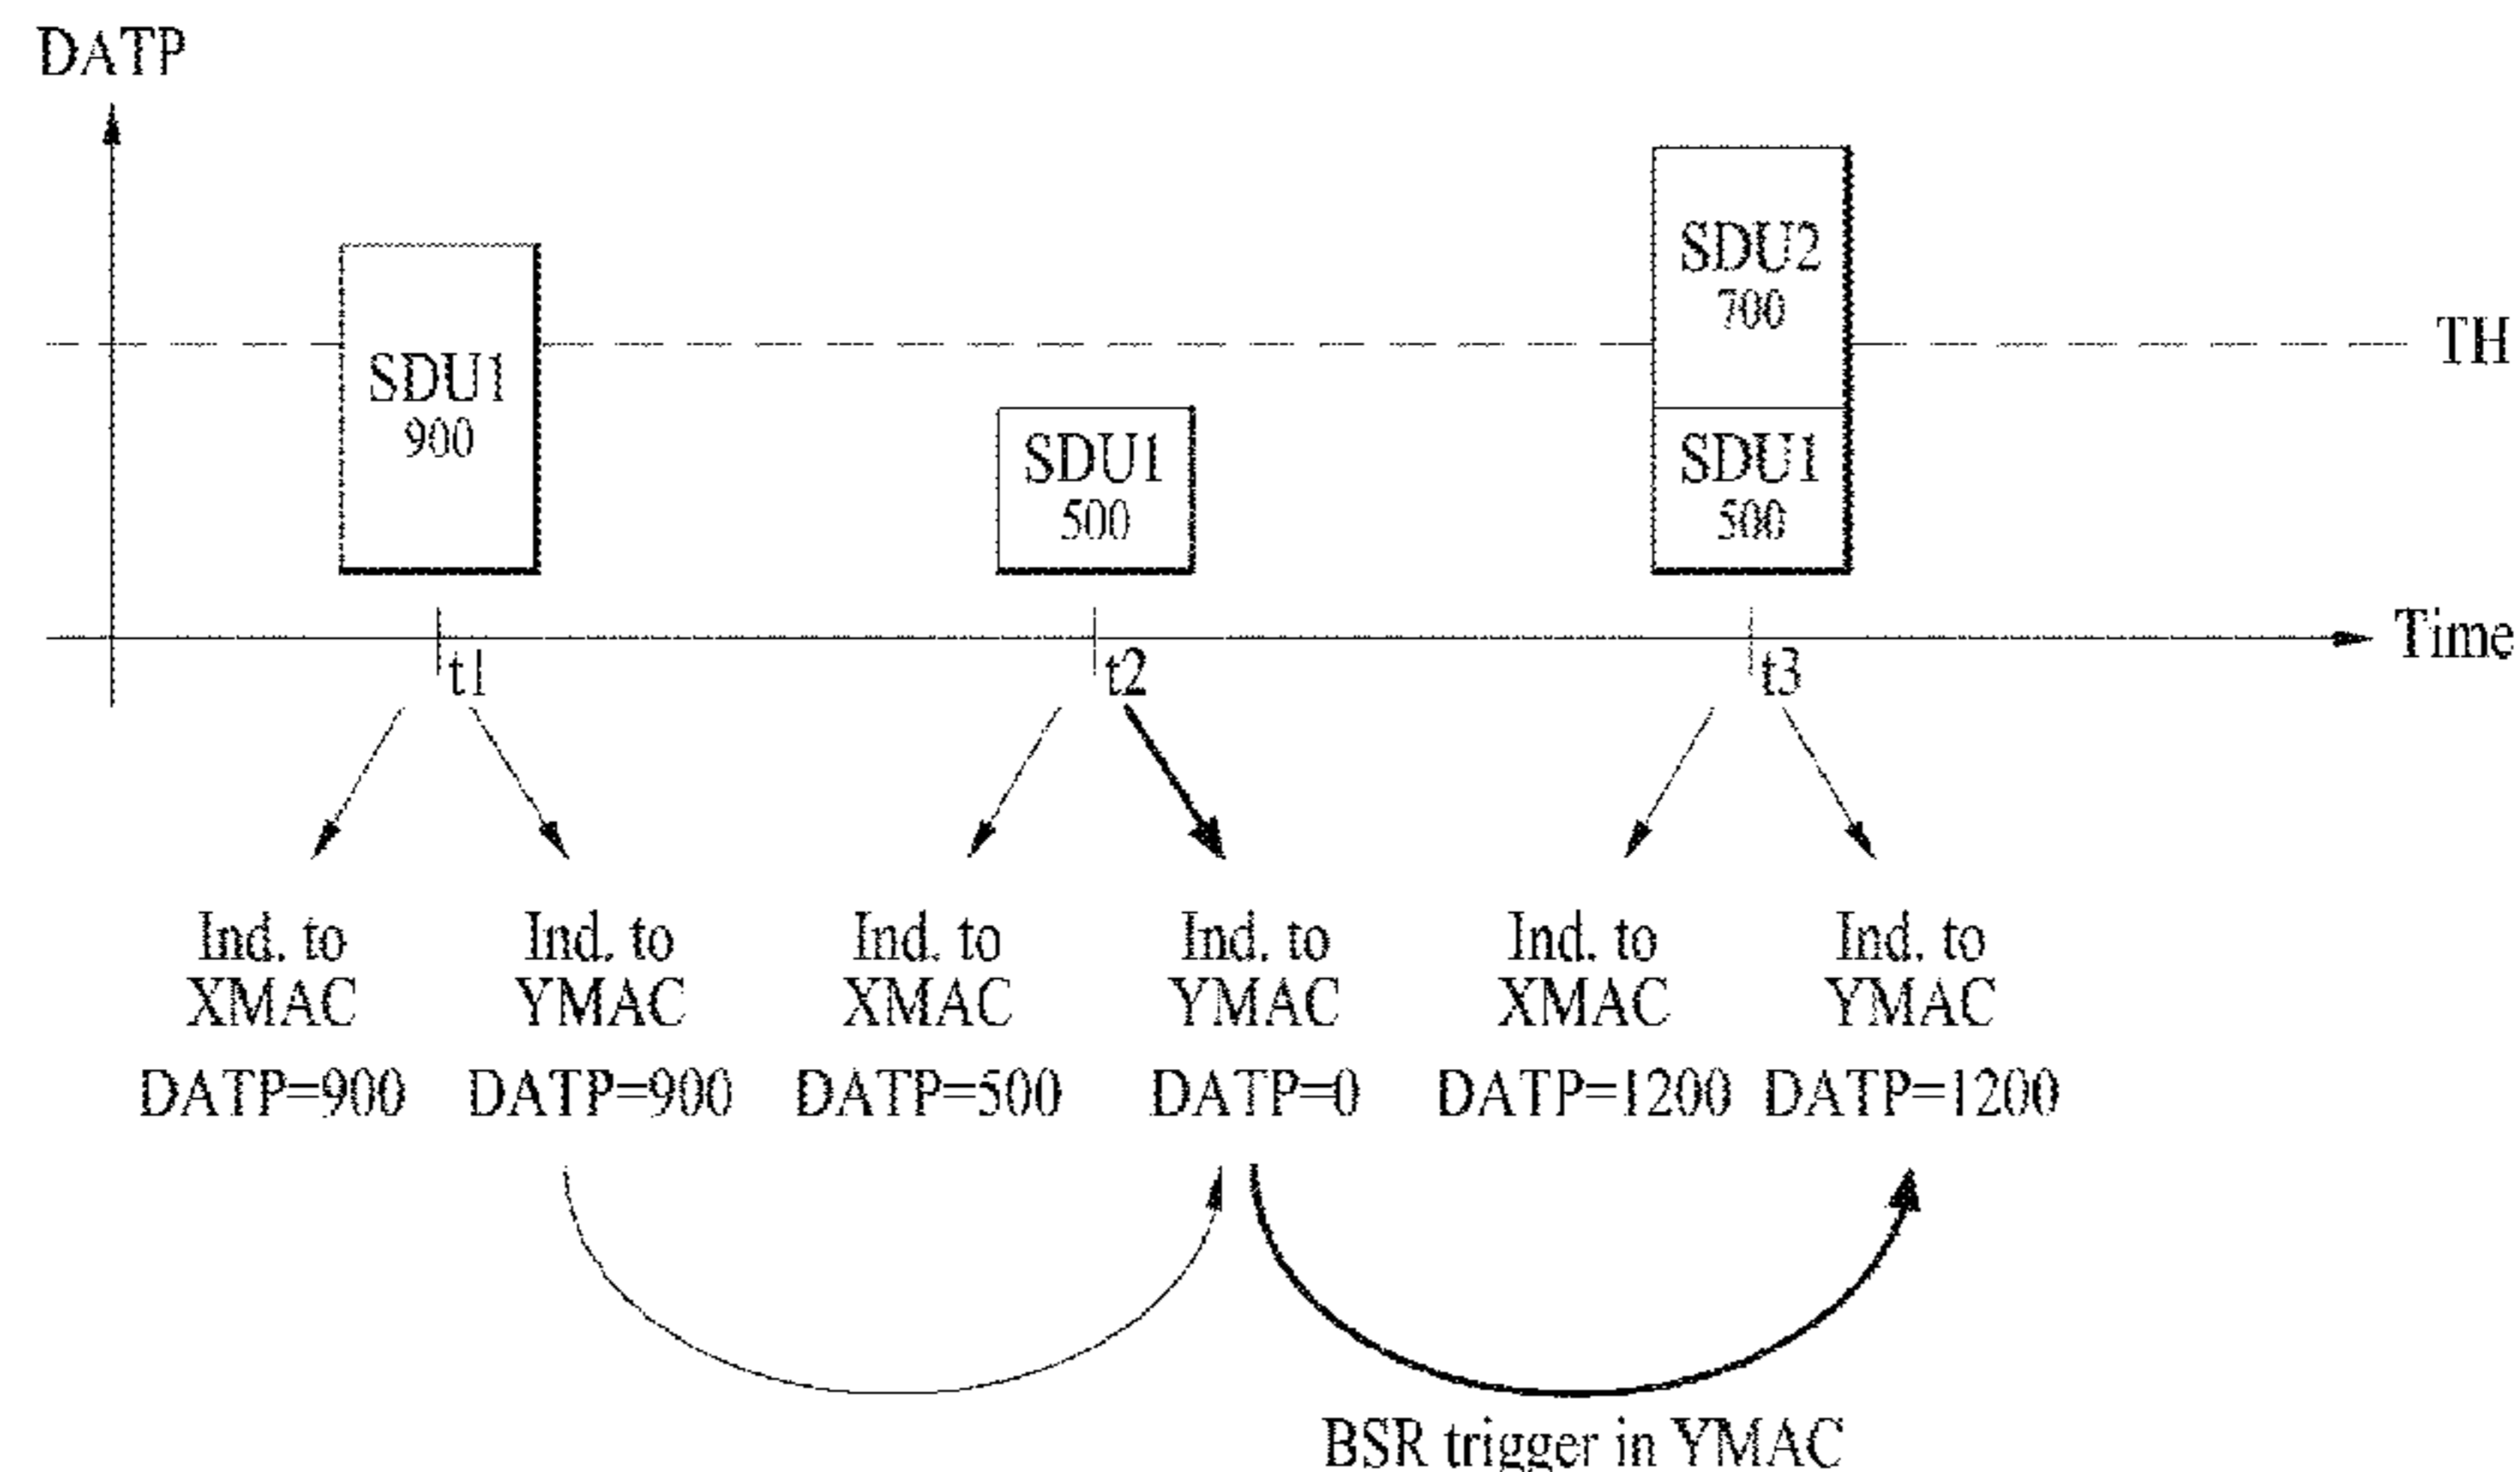 DATP
SDU1
900
SDU1
500
SDU2
700
SDU1
500
TH
Time
t1
t2
t3
Ind. to
XMAC
DATP=900
Ind. to
YMAC
DATP=900
Ind. to
XMAC
DATP=500
Ind. to
YMAC
DATP=0
Ind. to
XMAC
DATP=1200
Ind. to
YMAC
DATP=1200
BSR trigger in YMAC